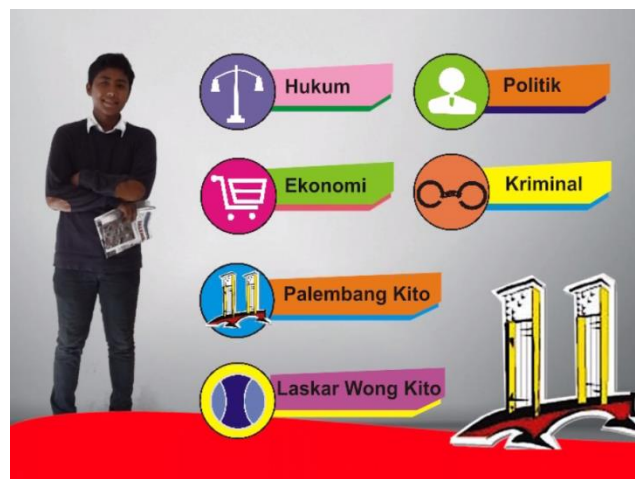 Hukum
Politik
Ekonomi
Kriminal
Palembang Kito
Laskar Wong Kito